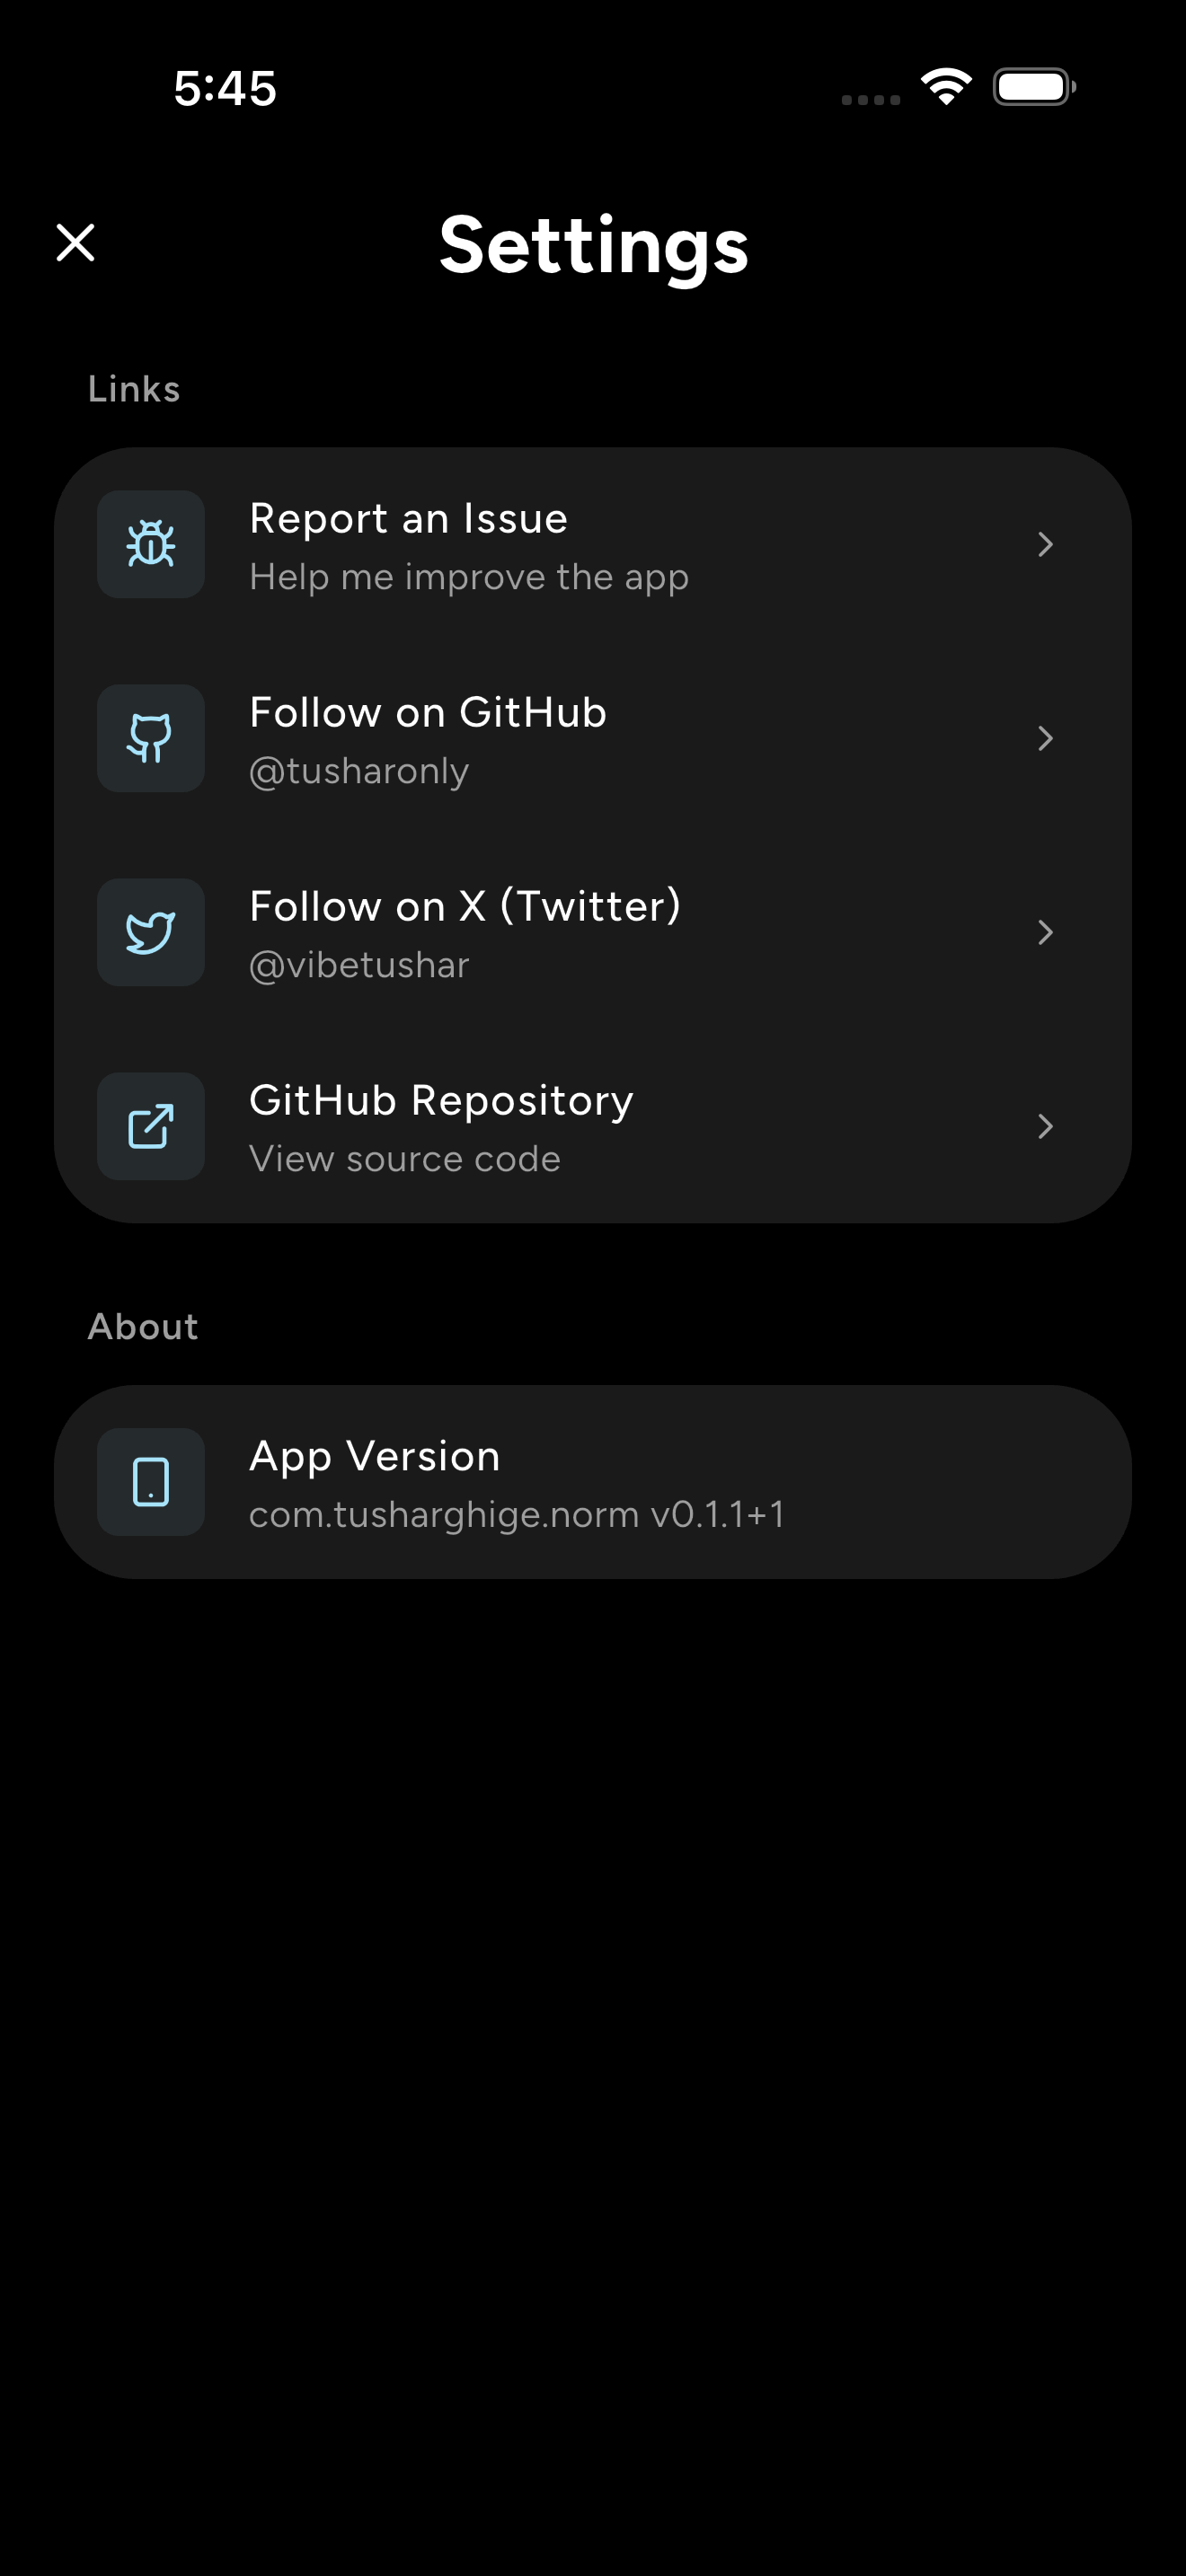 5:45
Settings
Links
Report an Issue
Help me improve the app
Follow on GitHub
@tusharonly
Follow on X (Twitter)
@vibetushar
GitHub Repository
View source code
About
App Version
com.tusharghige.norm v0.1.1+1